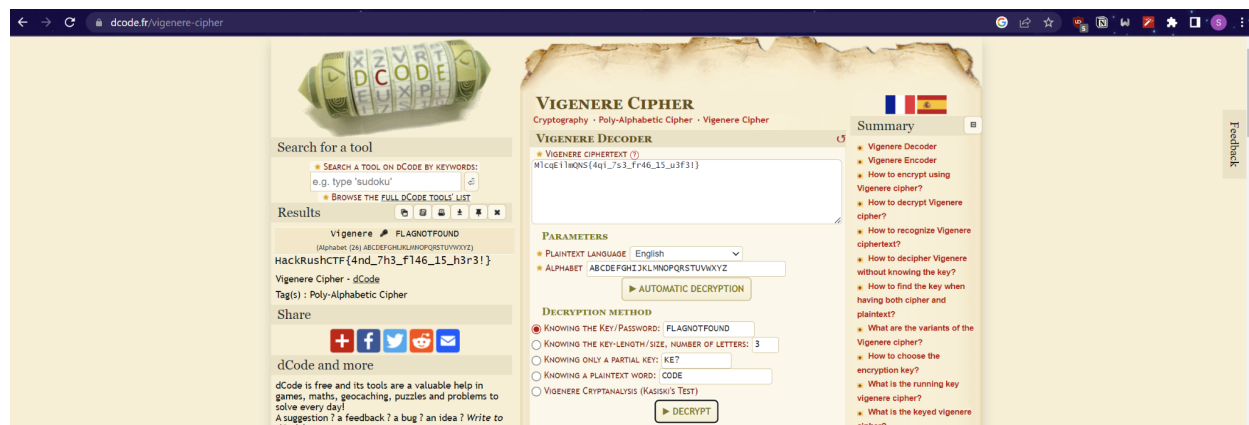 dcode.fr/vigenere-cipher
S
DCODE
Search for a tool
★ SEARCH A TOOL ON DCODE BY KEYWORDS:
e.g. type 'sudoku'
★ BROWSE THE FULL DCODE TOOLS' LIST
Results
Vigenere FLAGNOTFOUND
(Alphabet (26) ABCDEFGHIJKLMNOPQRSTUVWXYZ)
HackRushCTF{4nd_7h3_fl46_15_h3r3!}
Vigenere Cipher - dCode
Tag(s) : Poly-Alphabetic Cipher
Share
dCode and more
dCode is free and its tools are a valuable help in
games, maths, geocaching, puzzles and problems to
solve every day!
A suggestion ? a feedback ? a bug ? an idea ? Write to
VIGENERE CIPHER
Cryptography · Poly-Alphabetic Cipher · Vigenere Cipher
VIGENERE DECODER
★ VIGENERE CIPHERTEXT (?)
MlcqEilmQNS{4qi_7s3_fr46_15_u3f3!}
PARAMETERS
★ PLAINTEXT LANGUAGE English
★ ALPHABET ABCDEFGHIJKLMNOPQRSTUVWXYZ
▶ AUTOMATIC DECRYPTION
DECRYPTION METHOD
KNOWING THE KEY/PASSWORD: FLAGNOTFOUND
KNOWING THE KEY-LENGTH/SIZE, NUMBER OF LETTERS: 3
KNOWING ONLY A PARTIAL KEY: KE?
KNOWING A PLAINTEXT WORD: CODE
VIGENERE CRYPTANALYSIS (KASISKI'S TEST)
▶ DECRYPT
Summary
Vigenere Decoder
Vigenere Encoder
How to encrypt using
Vigenere cipher?
How to decrypt Vigenere
cipher?
How to recognize Vigenere
ciphertext?
How to decipher Vigenere
without knowing the key?
How to find the key when
having both cipher and
plaintext?
What are the variants of the
Vigenere cipher?
How to choose the
encryption key?
What is the running key
vigenere cipher?
What is the keyed vigenere
Feedback